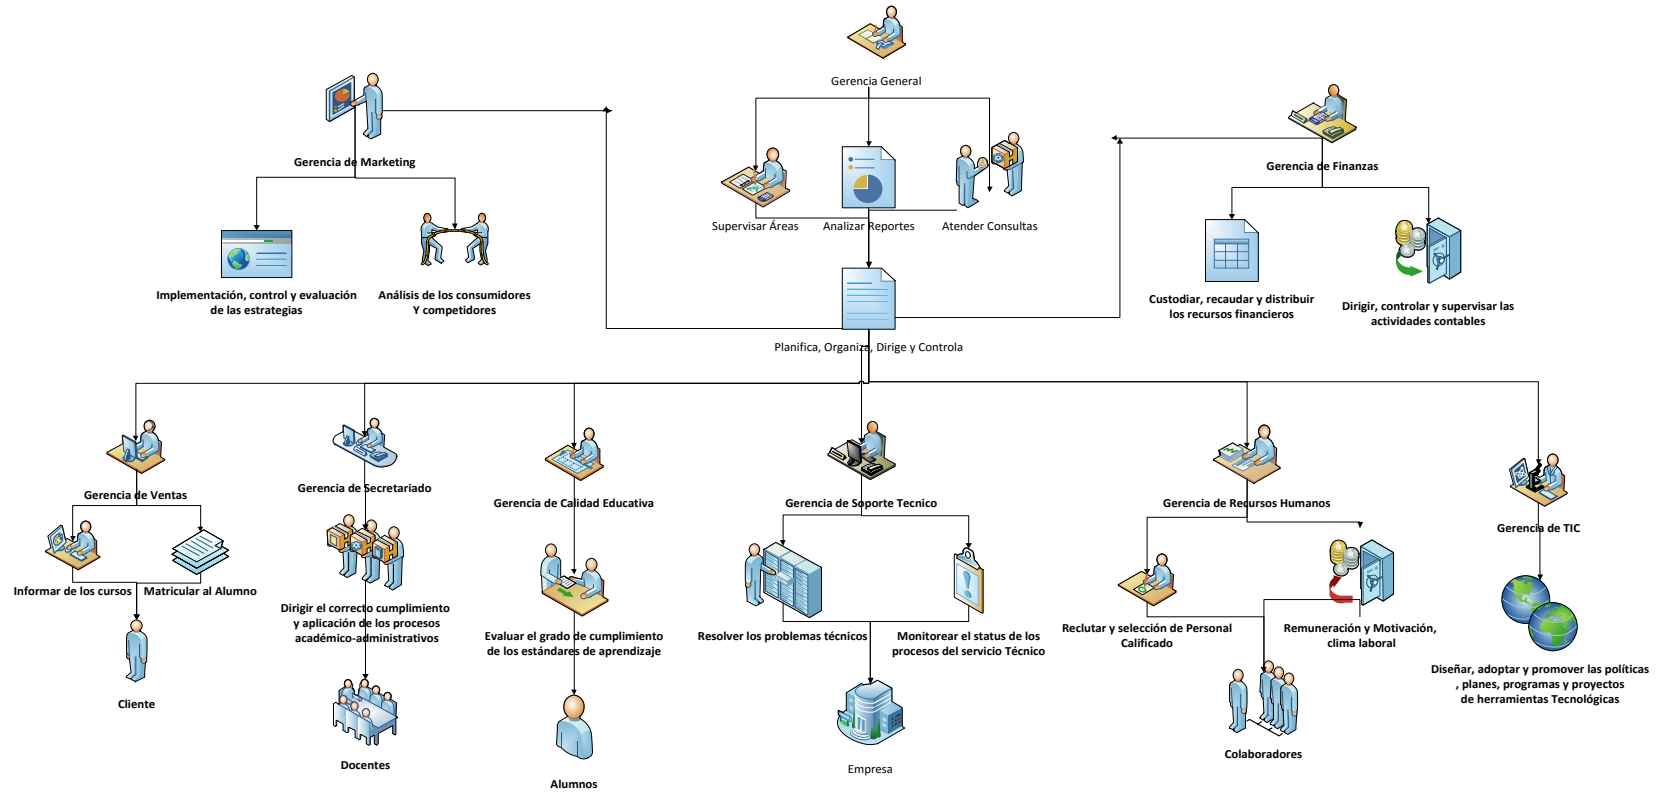 Gerencia General
Gerencia de Marketing
Gerencia de Finanzas
Supervisar Áreas
Analizar Reportes
Atender Consultas
Implementación, control y evaluación
de las estrategias
Análisis de los consumidores
Y competidores
Custodiar, recaudar y distribuir
los recursos financieros
Dirigir, controlar y supervisar las
actividades contables
Planifica, Organiza, Dirige y Controla
Gerencia de Ventas
Gerencia de Secretariado
Gerencia de Calidad Educativa
Gerencia de Soporte Tecnico
Gerencia de Recursos Humanos
Gerencia de TIC
Informar de los cursos
Matricular al Alumno
Dirigir el correcto cumplimiento
y aplicación de los procesos
académico-administrativos
Evaluar el grado de cumplimiento
de los estándares de aprendizaje
Resolver los problemas técnicos
Monitorear el status de los
procesos del servicio Técnico
Reclutar y selección de Personal
Calificado
Remuneración y Motivación,
clima laboral
Diseñar, adoptar y promover las políticas
, planes, programas y proyectos
de herramientas Tecnológicas
Cliente
Docentes
Alumnos
Empresa
Colaboradores